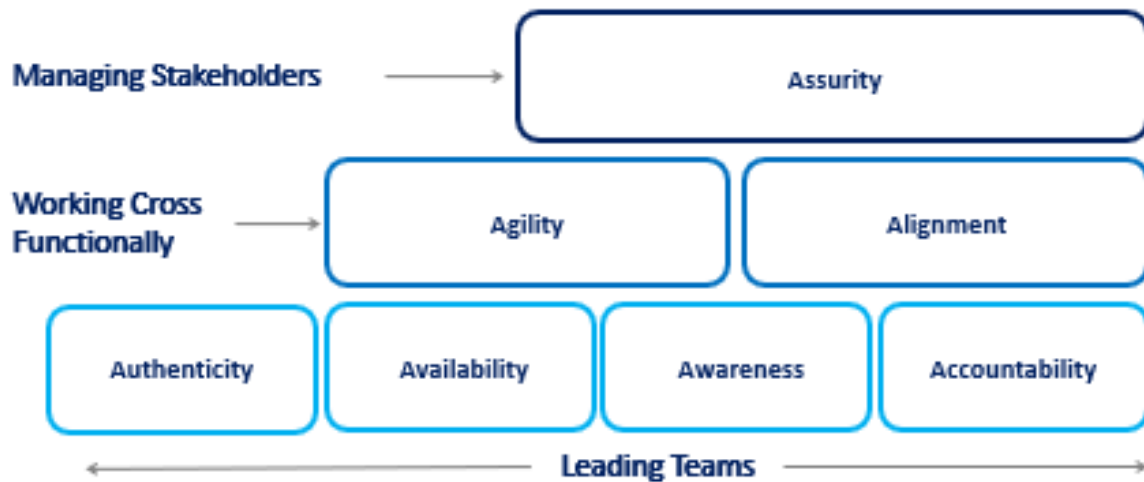 Managing Stakeholders
Assurity
Working Cross
Functionally
Agility
Alignment
Authenticity
Availability
Awareness
Accountability
Leading Teams